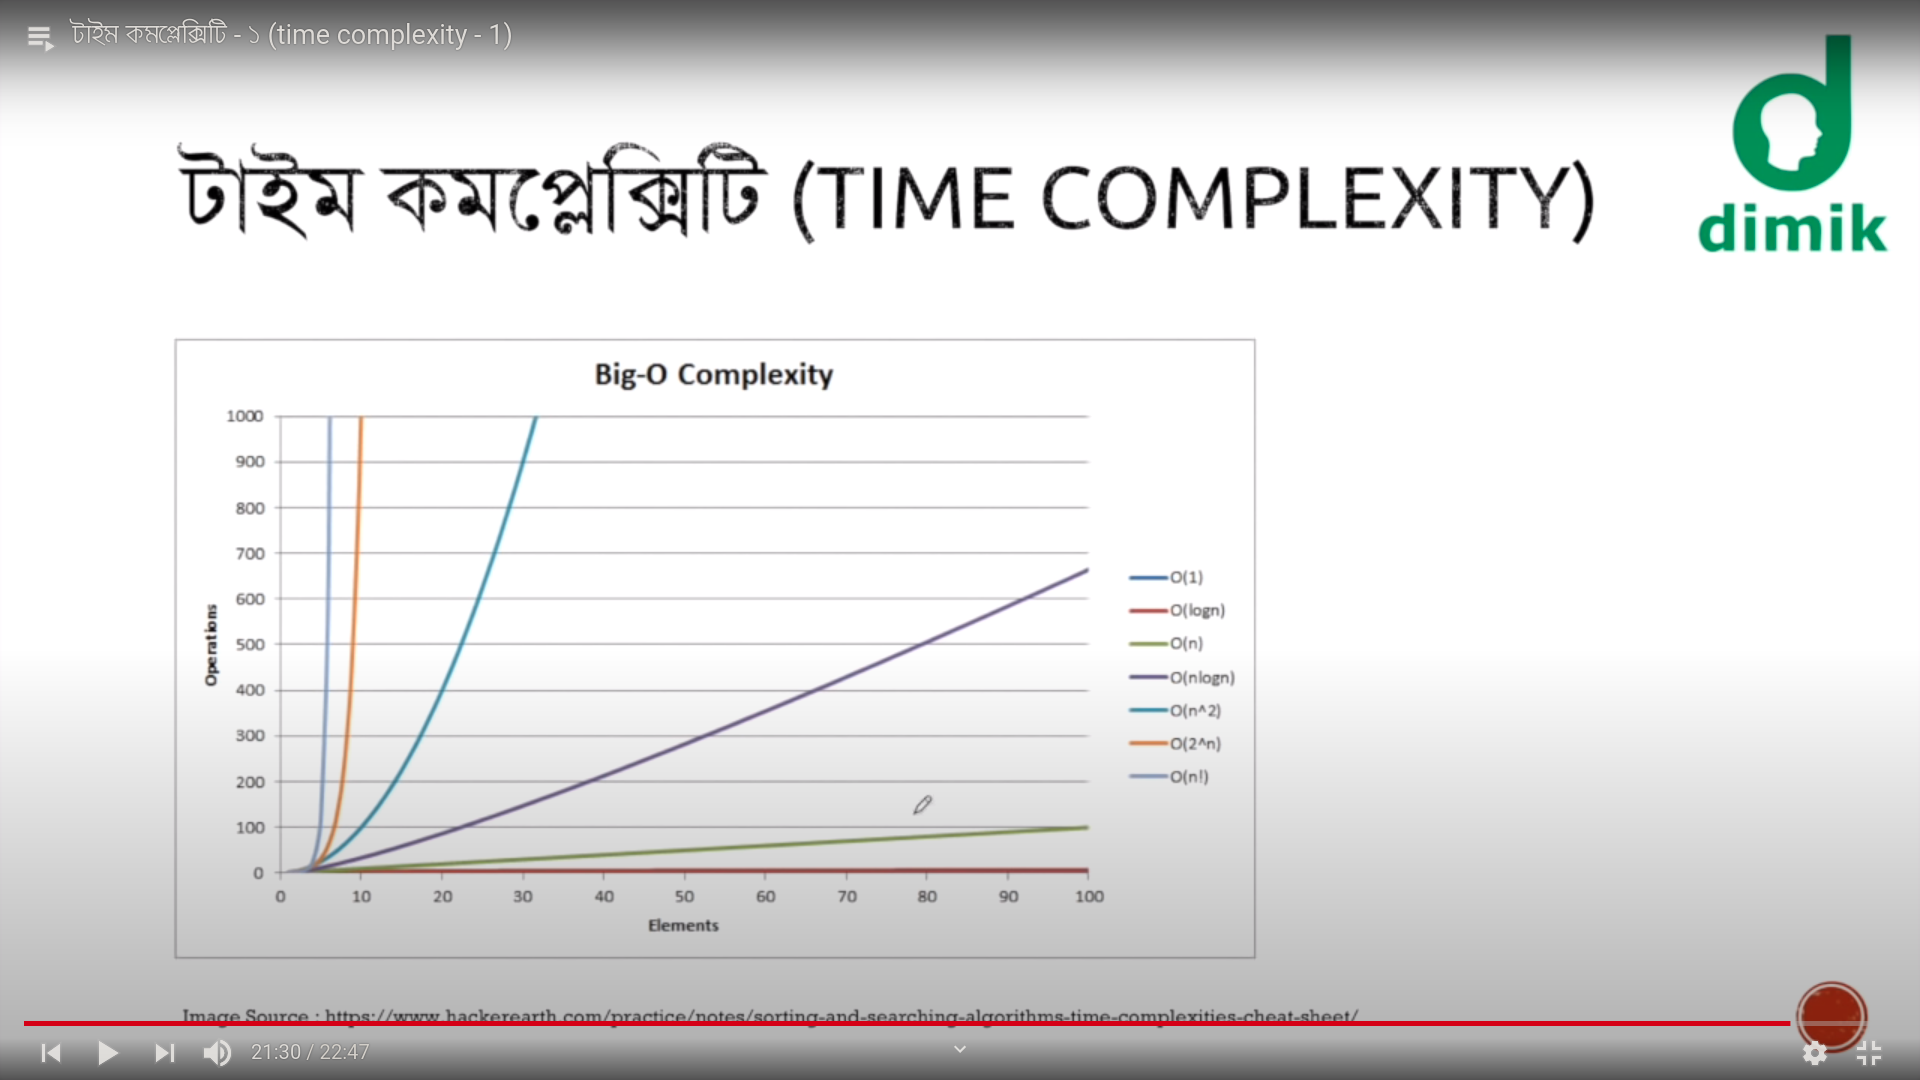 টাইম কমপ্লেক্সিটি - ১ (time complexity - 1)
টাইম কমপ্লেক্সিটি (TIME COMPLEXITY)
dimik
Big-O Complexity
1000
900
800
700
600
500
400
300
200
100
0
Operations
0 10 20 30 40 50 60 70 80 90 100
Elements
O(1)
O(logn)
O(n)
O(nlogn)
O(n^2)
O(2^n)
O(n!)
Image Source : https://www.hackerearth.com/practice/notes/sorting-and-searching-algorithms-time-complexities-cheat-sheet/
21:30 / 22:47